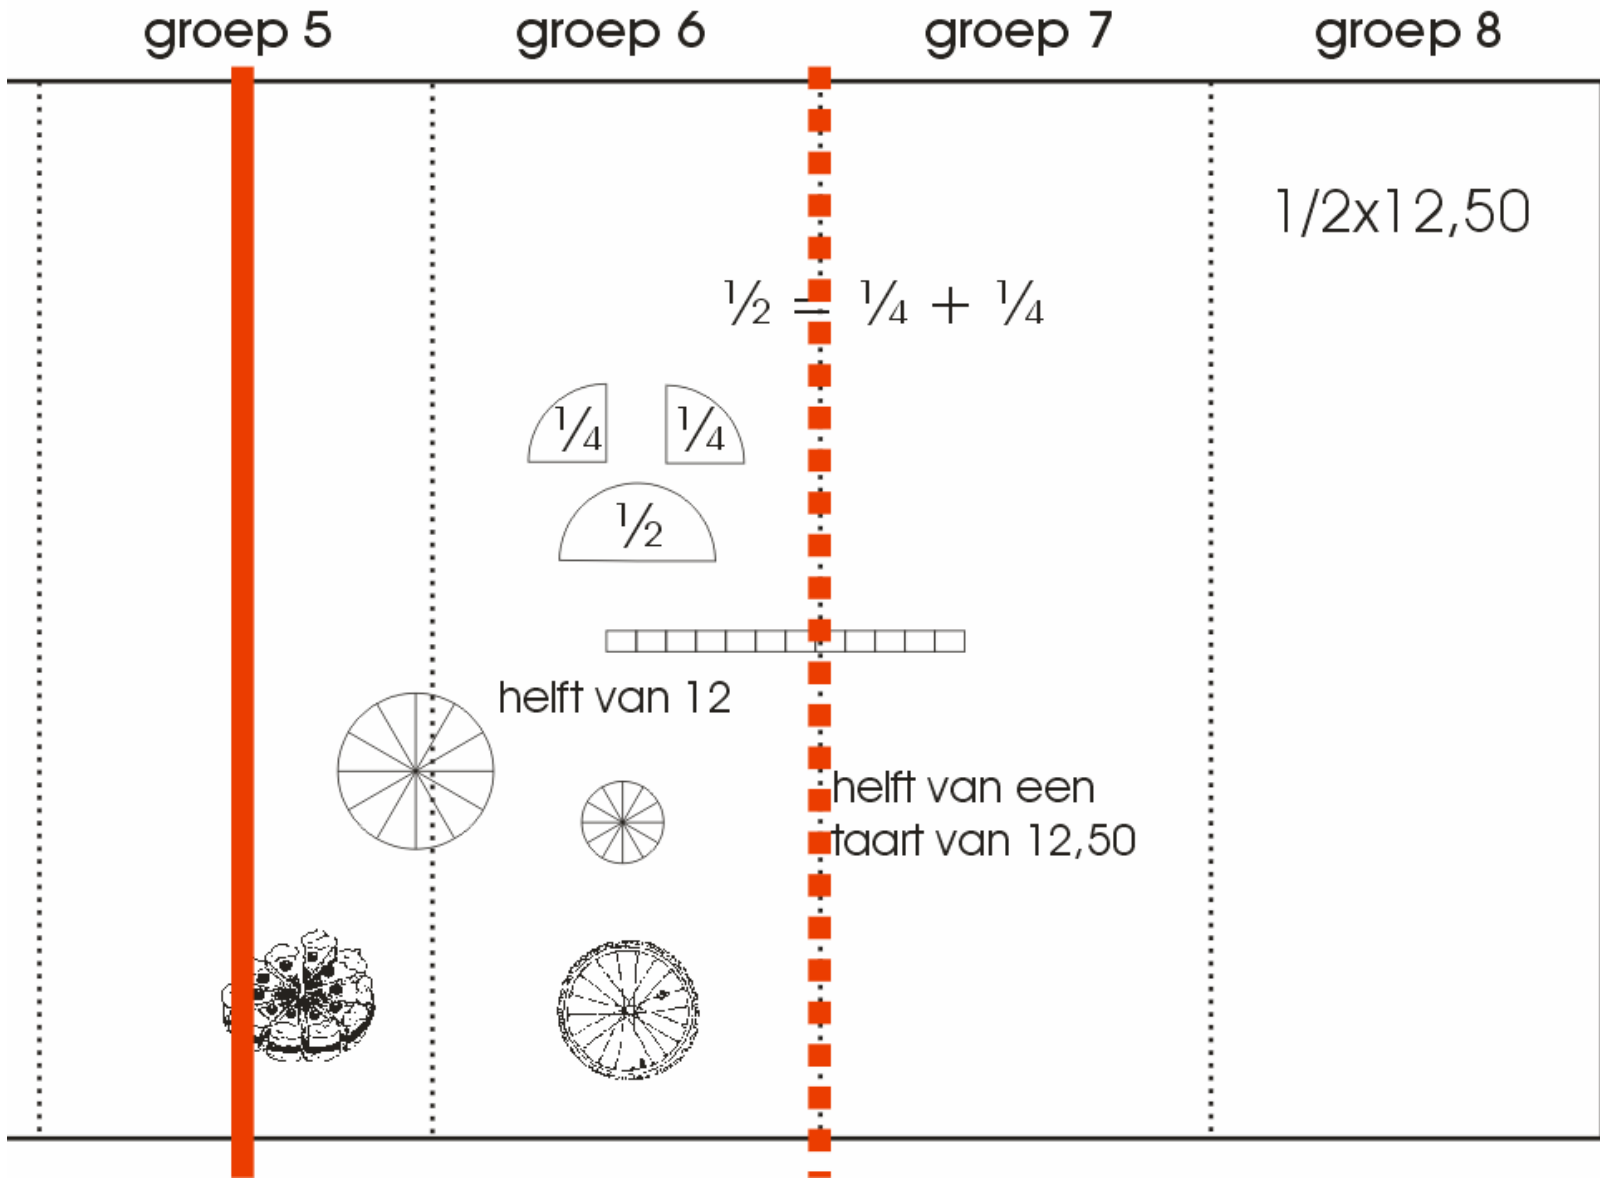 groep 5 groep 6 groep 7 groep 8
1/2x12,50
½ = ¼ + ¼
¼ ¼
½
helft van 12
helft van een
taart van 12,50